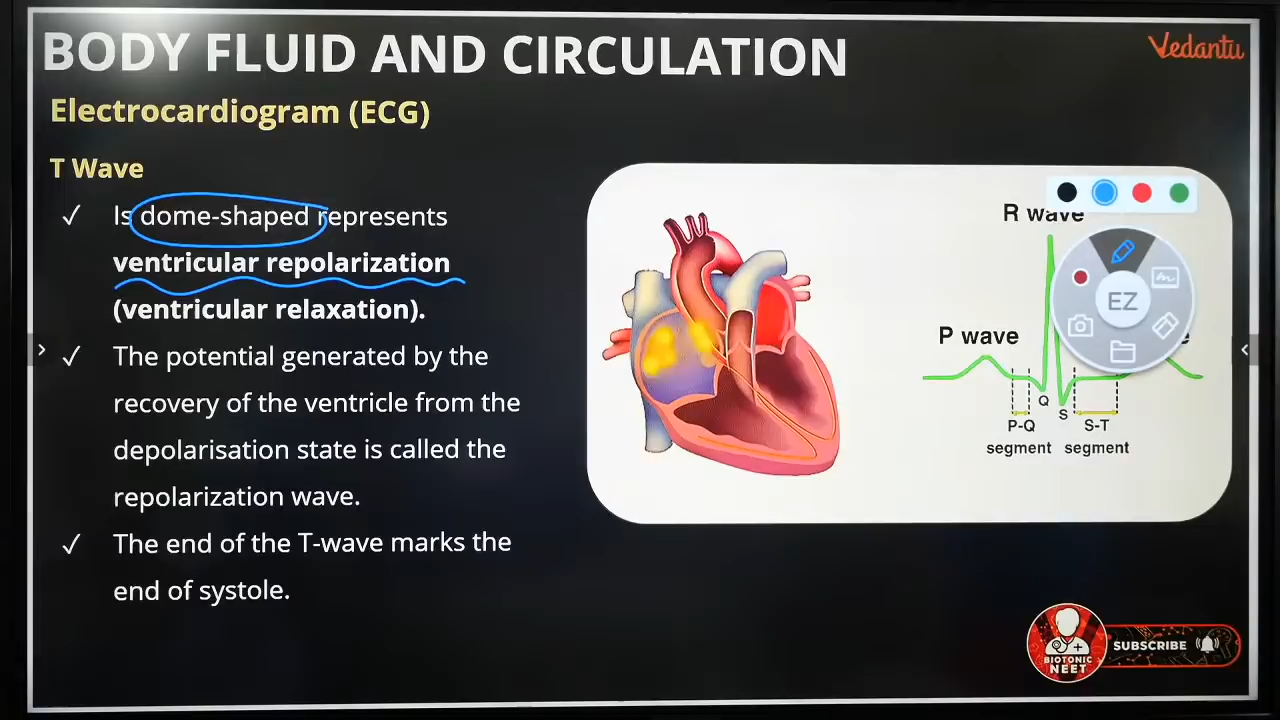 BODY FLUID AND CIRCULATION
Vedantu
Electrocardiogram (ECG)
T Wave
✓ Is dome-shaped represents
ventricular repolarization
(ventricular relaxation).
✓ The potential generated by the
recovery of the ventricle from the
depolarisation state is called the
repolarization wave.
✓ The end of the T-wave marks the
end of systole.
R wave
EZ
P wave
Q
S
P-Q
segment
S-T
segment
BIOTONIC
NEET
SUBSCRIBE